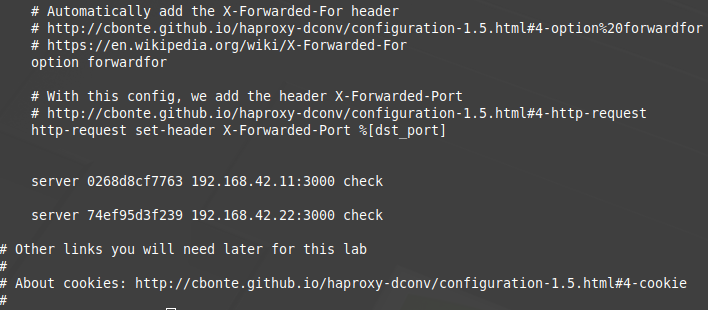 # Automatically add the X-Forwarded-For header
# http://cbonte.github.io/haproxy-dconv/configuration-1.5.html#4-option%20forwardfor
# https://en.wikipedia.org/wiki/X-Forwarded-For
option forwardfor
# With this config, we add the header X-Forwarded-Port
# http://cbonte.github.io/haproxy-dconv/configuration-1.5.html#4-http-request
http-request set-header X-Forwarded-Port %[dst_port]
server 0268d8cf7763 192.168.42.11:3000 check
server 74ef95d3f239 192.168.42.22:3000 check
# Other links you will need later for this lab
#
# About cookies: http://cbonte.github.io/haproxy-dconv/configuration-1.5.html#4-cookie
#